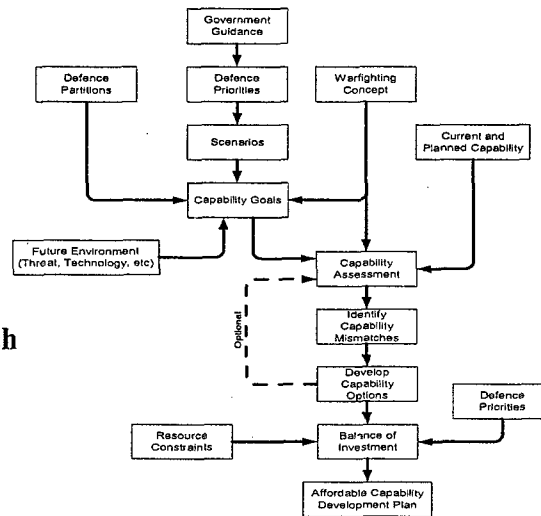 Government
Guidance
Defence
Partitions
Defence
Priorities
Warfighting
Concept
Scenarios
Current and
Planned Capability
Capability Goals
Future Environment
(Threat, Technology, etc)
Capability
Assessment
Optional
Identify
Capability
Mismatches
h
Develop
Capability
Options
Defence
Priorities
Resource
Constraints
Balance of
Investment
Affordable Capability
Development Plan